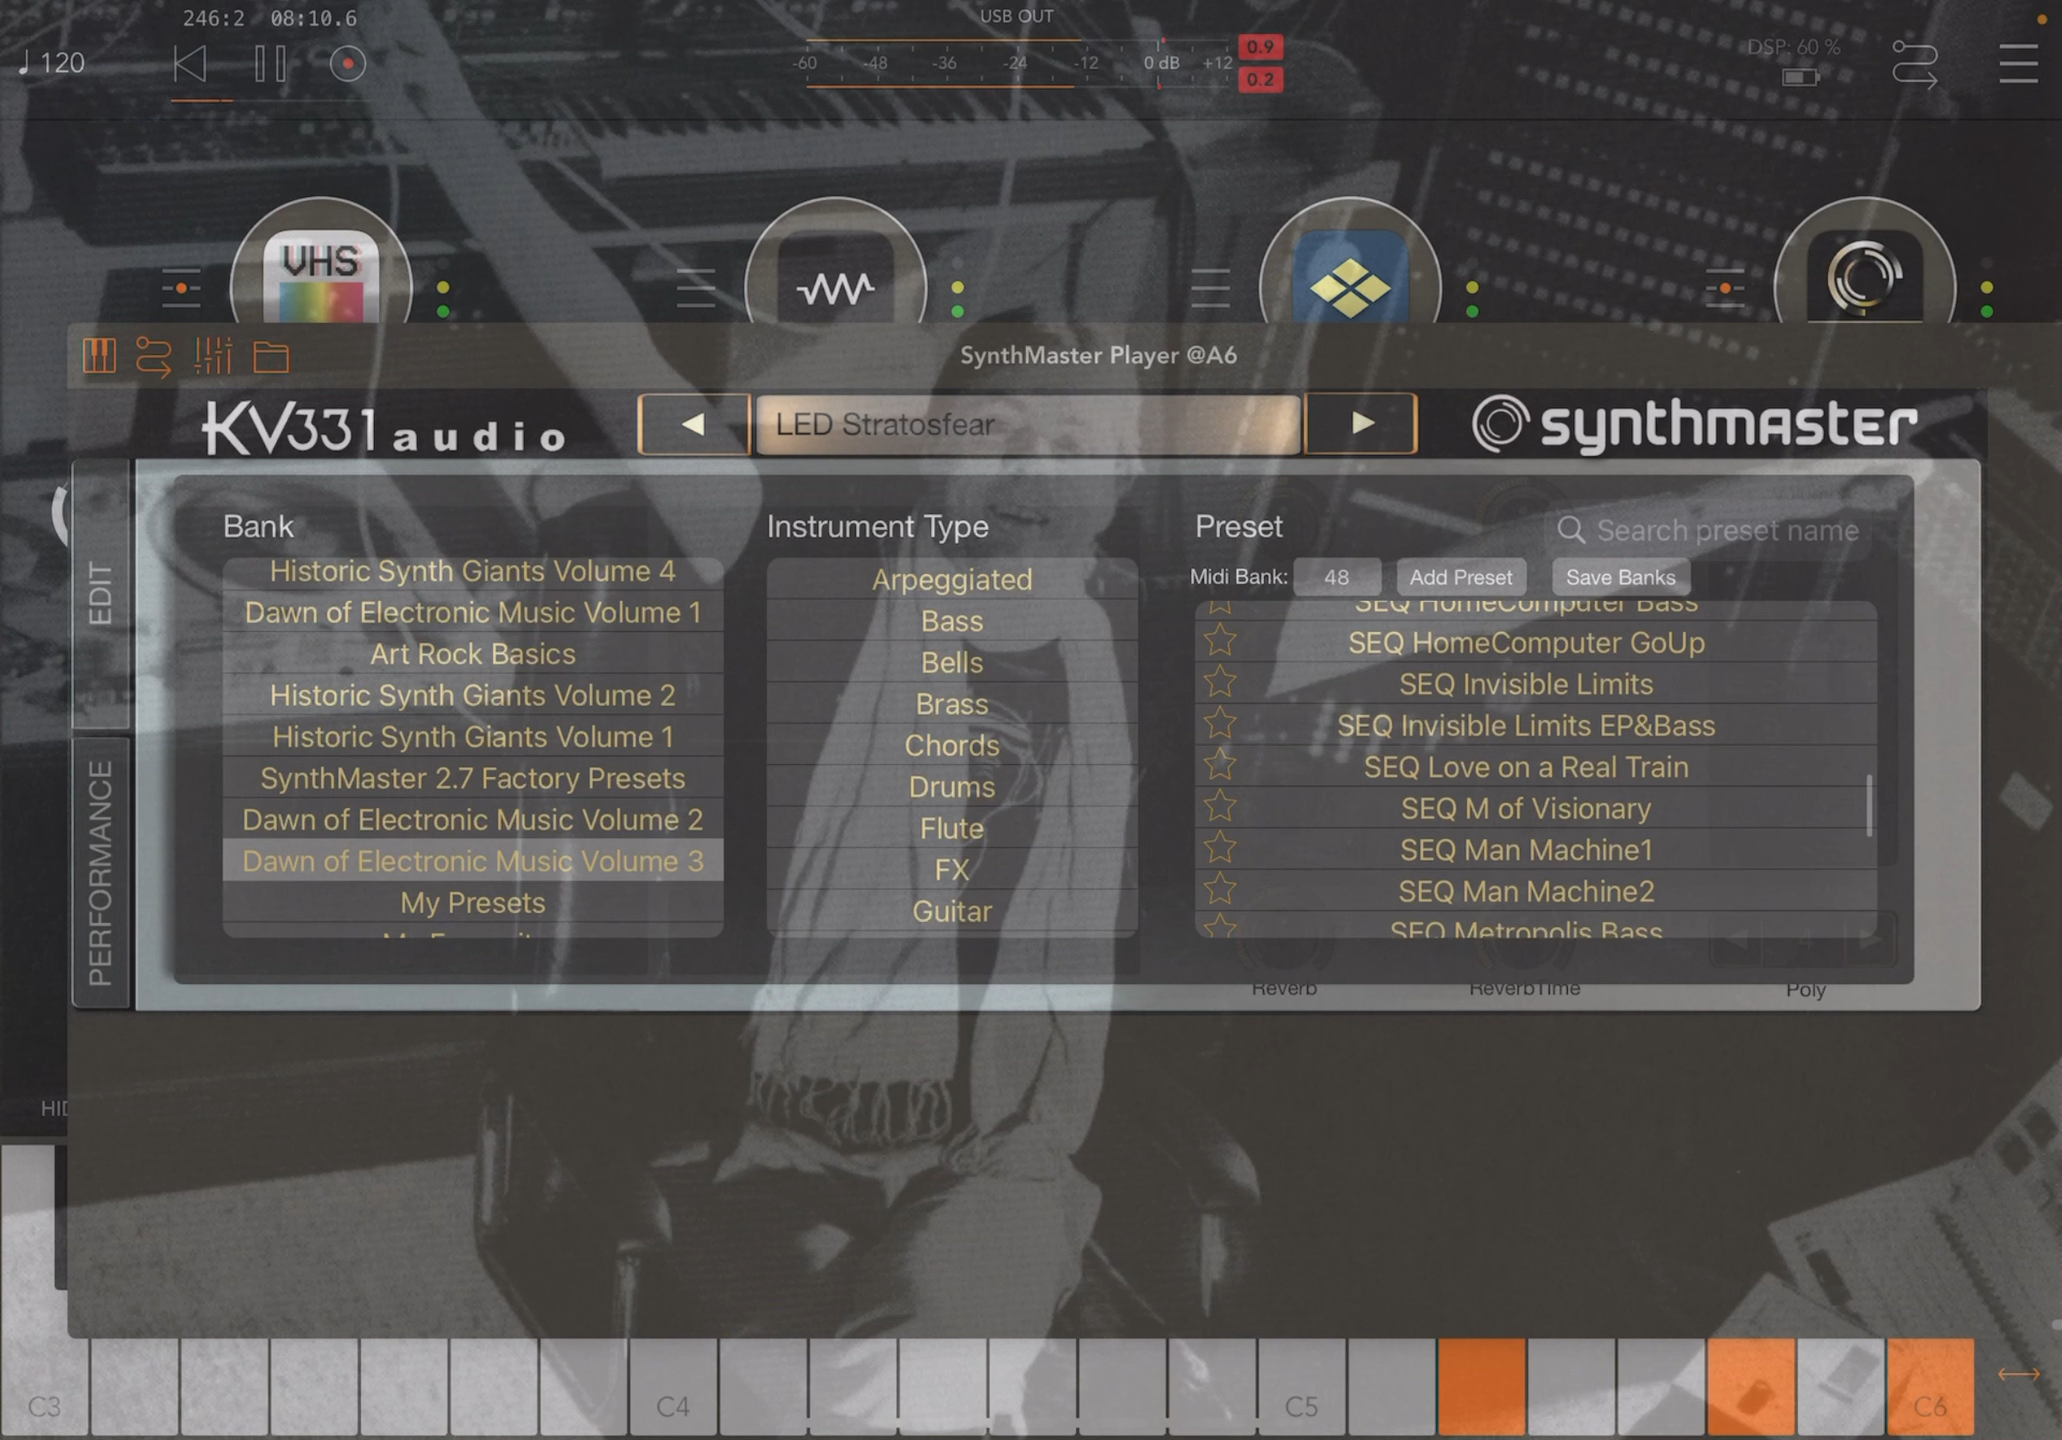 246:2 08:10.6
USB OUT
♩ 120
-60 -48 -36 -24 -12 0 dB +12
0.9
0.2
DSP: 60 %
VHS
SynthMaster Player @A6
KV331 audio
LED Stratosfear
synthmaster
EDIT
PERFORMANCE
Bank
Historic Synth Giants Volume 4
Dawn of Electronic Music Volume 1
Art Rock Basics
Historic Synth Giants Volume 2
Historic Synth Giants Volume 1
SynthMaster 2.7 Factory Presets
Dawn of Electronic Music Volume 2
Dawn of Electronic Music Volume 3
My Presets
Instrument Type
Arpeggiated
Bass
Bells
Brass
Chords
Drums
Flute
FX
Guitar
Preset
Search preset name
Midi Bank: 48 Add Preset Save Banks
SEQ HomeComputer Bass
SEQ HomeComputer GoUp
SEQ Invisible Limits
SEQ Invisible Limits EP&Bass
SEQ Love on a Real Train
SEQ M of Visionary
SEQ Man Machine1
SEQ Man Machine2
SEQ Metropolis Bass
4
Reverb ReverbTime Poly
HID
C3 C4 C5 C6